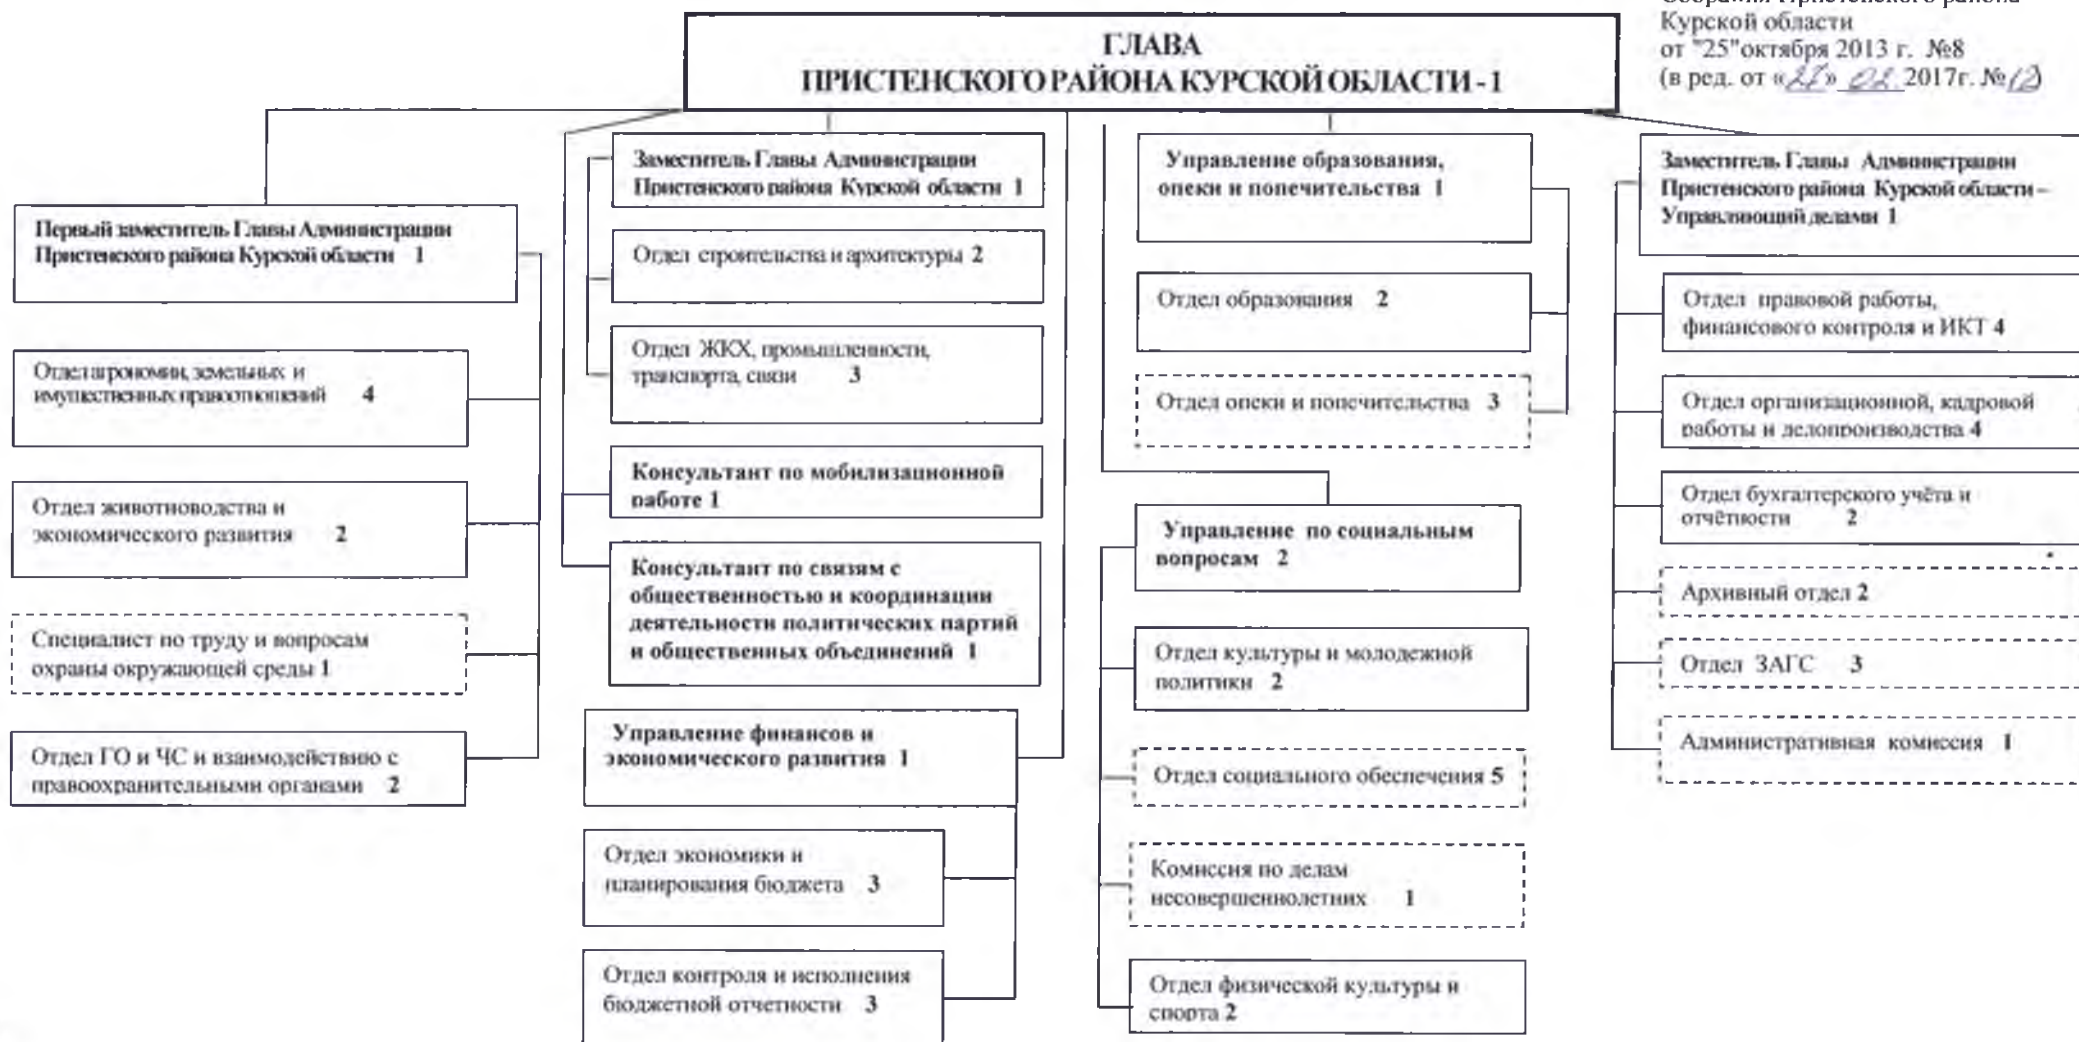 Собрания Пристенского района
Курской области
от "25"октября 2013 г. №8
(в ред. от « » 02. 2017г. №12)
ГЛАВА
ПРИСТЕНСКОГО РАЙОНА КУРСКОЙ ОБЛАСТИ - 1
Первый заместитель Главы Администрации
Пристенского района Курской области 1
Отдел агрономии, земельных и
имущественных правоотношений 4
Отдел животноводства и
экономического развития 2
Специалист по труду и вопросам
охраны окружающей среды 1
Отдел ГО и ЧС и взаимодействию с
правоохранительными органами 2
Заместитель Главы Администрации
Пристенского района Курской области 1
Отдел строительства и архитектуры 2
Отдел ЖКХ, промышленности,
транспорта, связи 3
Консультант по мобилизационной
работе 1
Консультант по связям с
общественностью и координации
деятельности политических партий
и общественных объединений 1
Управление финансов и
экономического развития 1
Отдел экономики и
планирования бюджета 3
Отдел контроля и исполнения
бюджетной отчетности 3
Управление образования,
опеки и попечительства 1
Отдел образования 2
Отдел опеки и попечительства 3
Управление по социальным
вопросам 2
Отдел культуры и молодежной
политики 2
Отдел социального обеспечения 5
Комиссия по делам
несовершеннолетних 1
Отдел физической культуры и
спорта 2
Заместитель Главы Администрации
Пристенского района Курской области –
Управляющий делами 1
Отдел правовой работы,
финансового контроля и ИКТ 4
Отдел организационной, кадровой
работы и делопроизводства 4
Отдел бухгалтерского учёта и
отчётности 2
Архивный отдел 2
Отдел ЗАГС 3
Административная комиссия 1